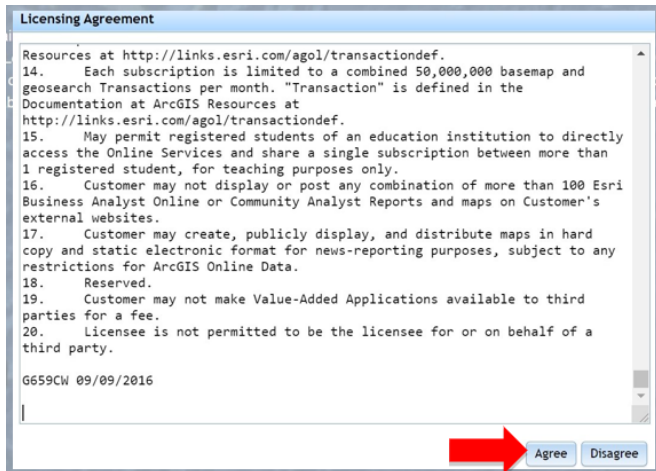 Licensing Agreement
Resources at http://links.esri.com/agol/transactiondef.
14. Each subscription is limited to a combined 50,000,000 basemap and
geosearch Transactions per month. "Transaction" is defined in the
Documentation at ArcGIS Resources at
http://links.esri.com/agol/transactiondef.
15. May permit registered students of an education institution to directly
access the Online Services and share a single subscription between more than
1 registered student, for teaching purposes only.
16. Customer may not display or post any combination of more than 100 Esri
Business Analyst Online or Community Analyst Reports and maps on Customer's
external websites.
17. Customer may create, publicly display, and distribute maps in hard
copy and static electronic format for news-reporting purposes, subject to any
restrictions for ArcGIS Online Data.
18. Reserved.
19. Customer may not make Value-Added Applications available to third
parties for a fee.
20. Licensee is not permitted to be the licensee for or on behalf of a
third party.
G659CW 09/09/2016
Agree Disagree